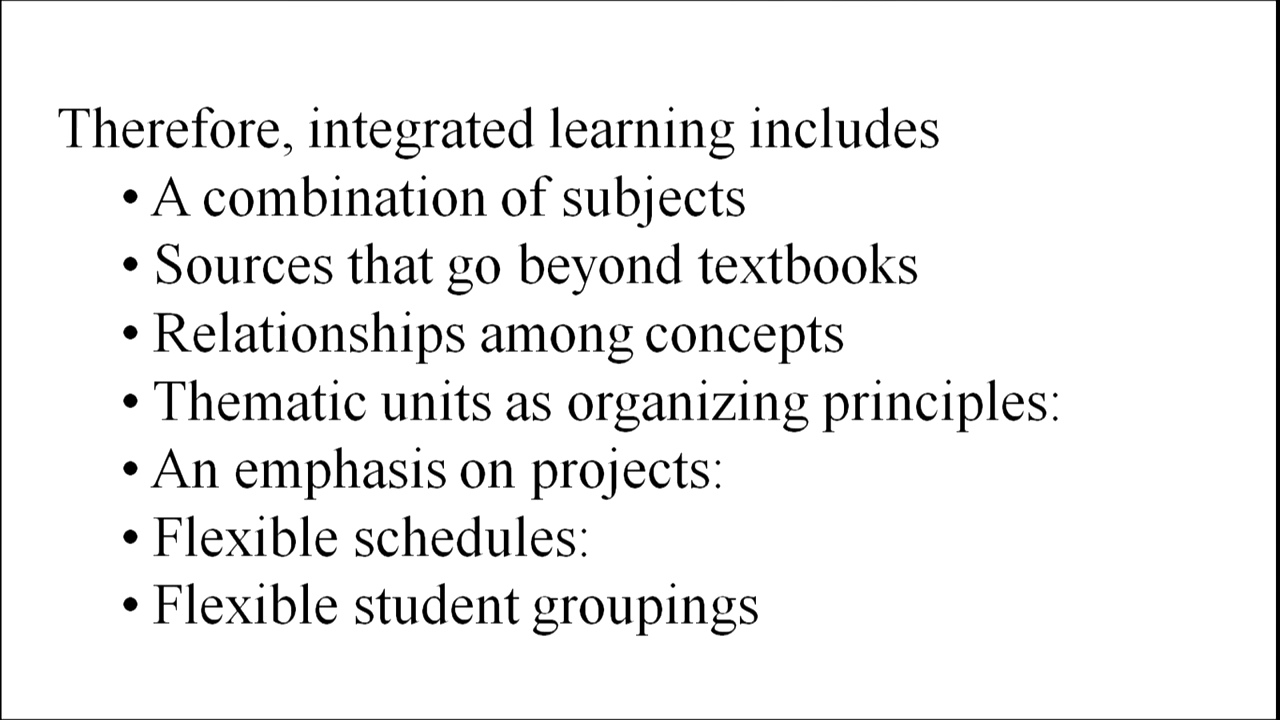 Therefore, integrated learning includes
• A combination of subjects
• Sources that go beyond textbooks
• Relationships among concepts
• Thematic units as organizing principles:
• An emphasis on projects:
• Flexible schedules:
• Flexible student groupings